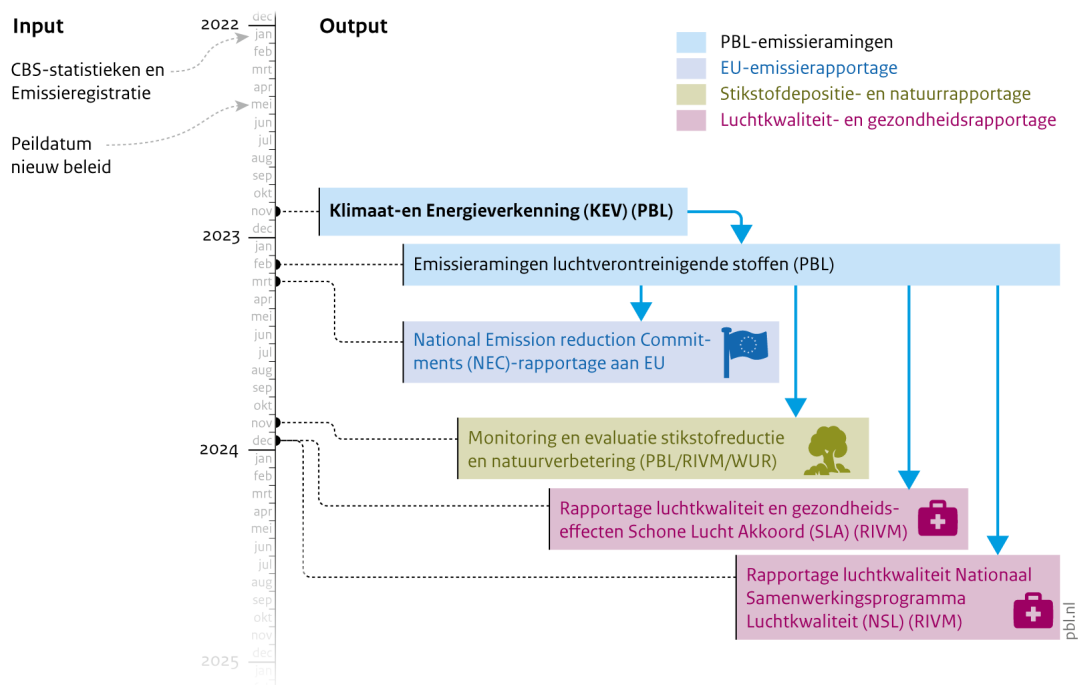 Input
Output
CBS-statistieken en
Emissieregistratie
Peildatum
nieuw beleid
dec
2022
jan
feb
mrt
apr
mei
jun
jul
aug
sep
okt
nov
dec
2023
jan
feb
mrt
apr
mei
jun
jul
aug
sep
okt
nov
dec
2024
jan
feb
mrt
apr
mei
jun
jul
aug
sep
okt
nov
dec
2025
jan
PBL-emissieramingen
EU-emissierapportage
Stikstofdepositie- en natuurrapportage
Luchtkwaliteit- en gezondheidsrapportage
Klimaat-en Energieverkenning (KEV) (PBL)
Emissieramingen luchtverontreinigende stoffen (PBL)
National Emission reduction Commit-
ments (NEC)-rapportage aan EU
Monitoring en evaluatie stikstofreductie
en natuurverbetering (PBL/RIVM/WUR)
Rapportage luchtkwaliteit en gezondheids-
effecten Schone Lucht Akkoord (SLA) (RIVM)
Rapportage luchtkwaliteit Nationaal
Samenwerkingsprogramma
Luchtkwaliteit (NSL) (RIVM)
pbl.nl